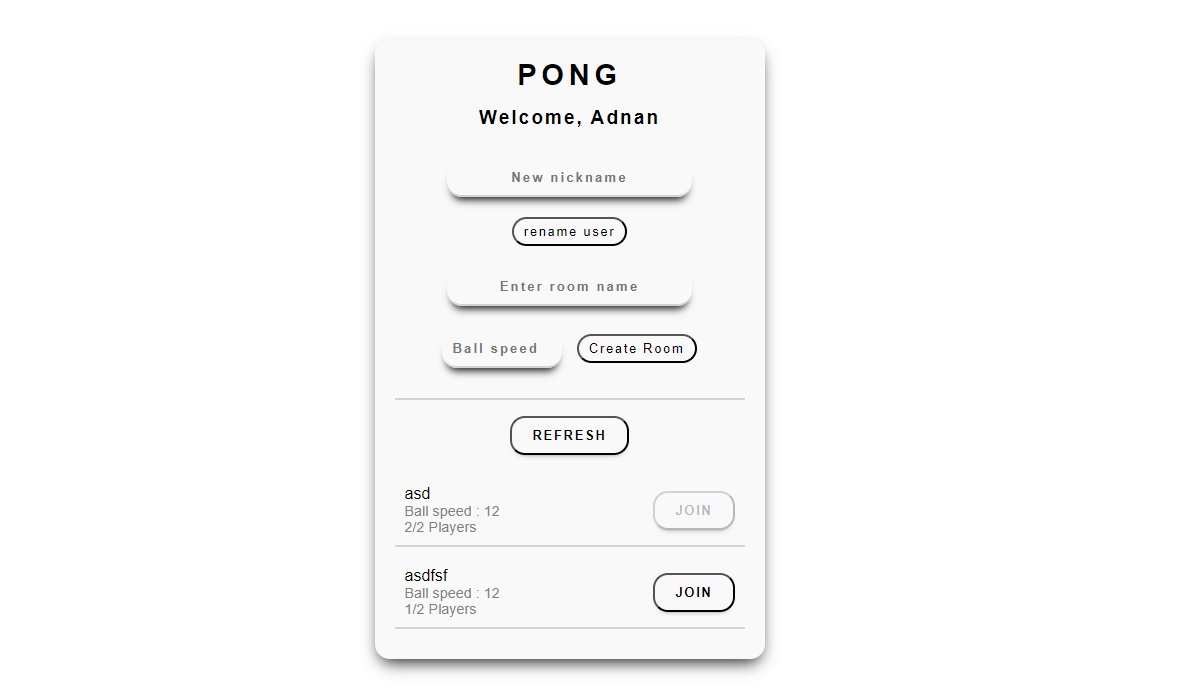 PONG
Welcome, Adnan
New nickname
rename user
Enter room name
Ball speed
Create Room
REFRESH
asd
Ball speed : 12
2/2 Players
JOIN
asdfsf
Ball speed : 12
1/2 Players
JOIN